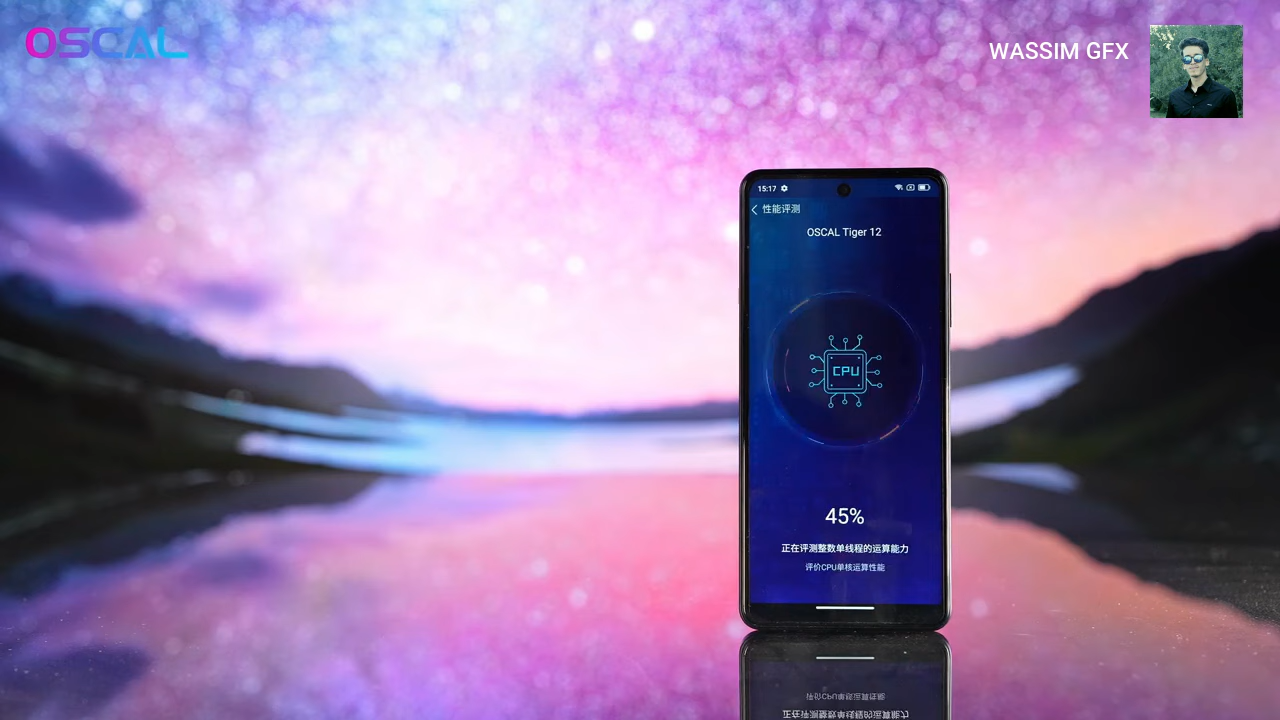 OSCAL
WASSIM GFX
15:17
性能评测
OSCAL Tiger 12
CPU
45%
正在评测整数单线程的运算能力
评价CPU单核运算性能